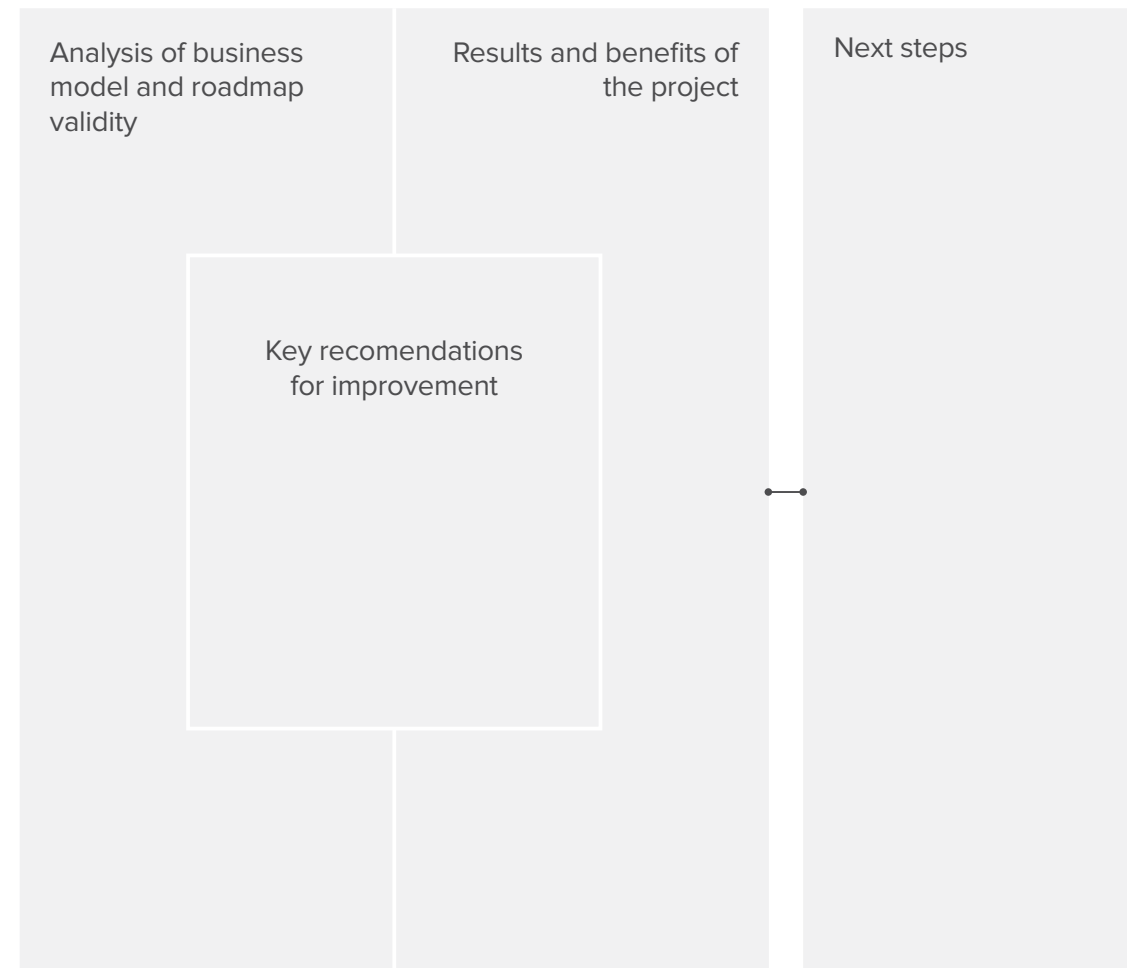 Analysis of business
model and roadmap
validity
Results and benefits of
the project
Next steps
Key recomendations
for improvement